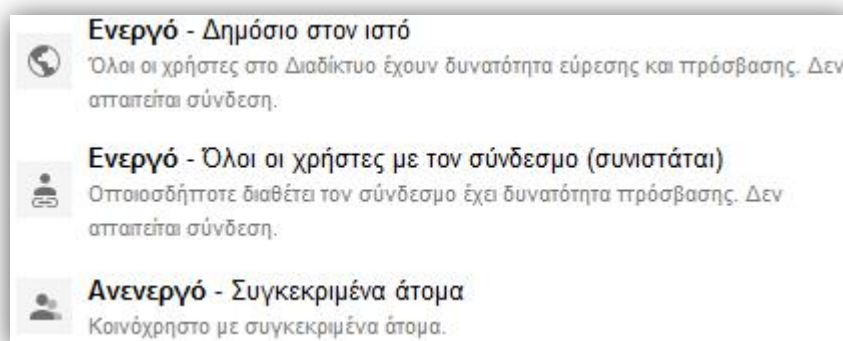 Ενεργό - Δημόσιο στον ιστό
Όλοι οι χρήστες στο Διαδίκτυο έχουν δυνατότητα εύρεσης και πρόσβασης. Δεν
απαιτείται σύνδεση.
Ενεργό - Όλοι οι χρήστες με τον σύνδεσμο (συνιστάται)
Οποιοσδήποτε διαθέτει τον σύνδεσμο έχει δυνατότητα πρόσβασης. Δεν
απαιτείται σύνδεση.
Ανενεργό - Συγκεκριμένα άτομα
Κοινόχρηστο με συγκεκριμένα άτομα.